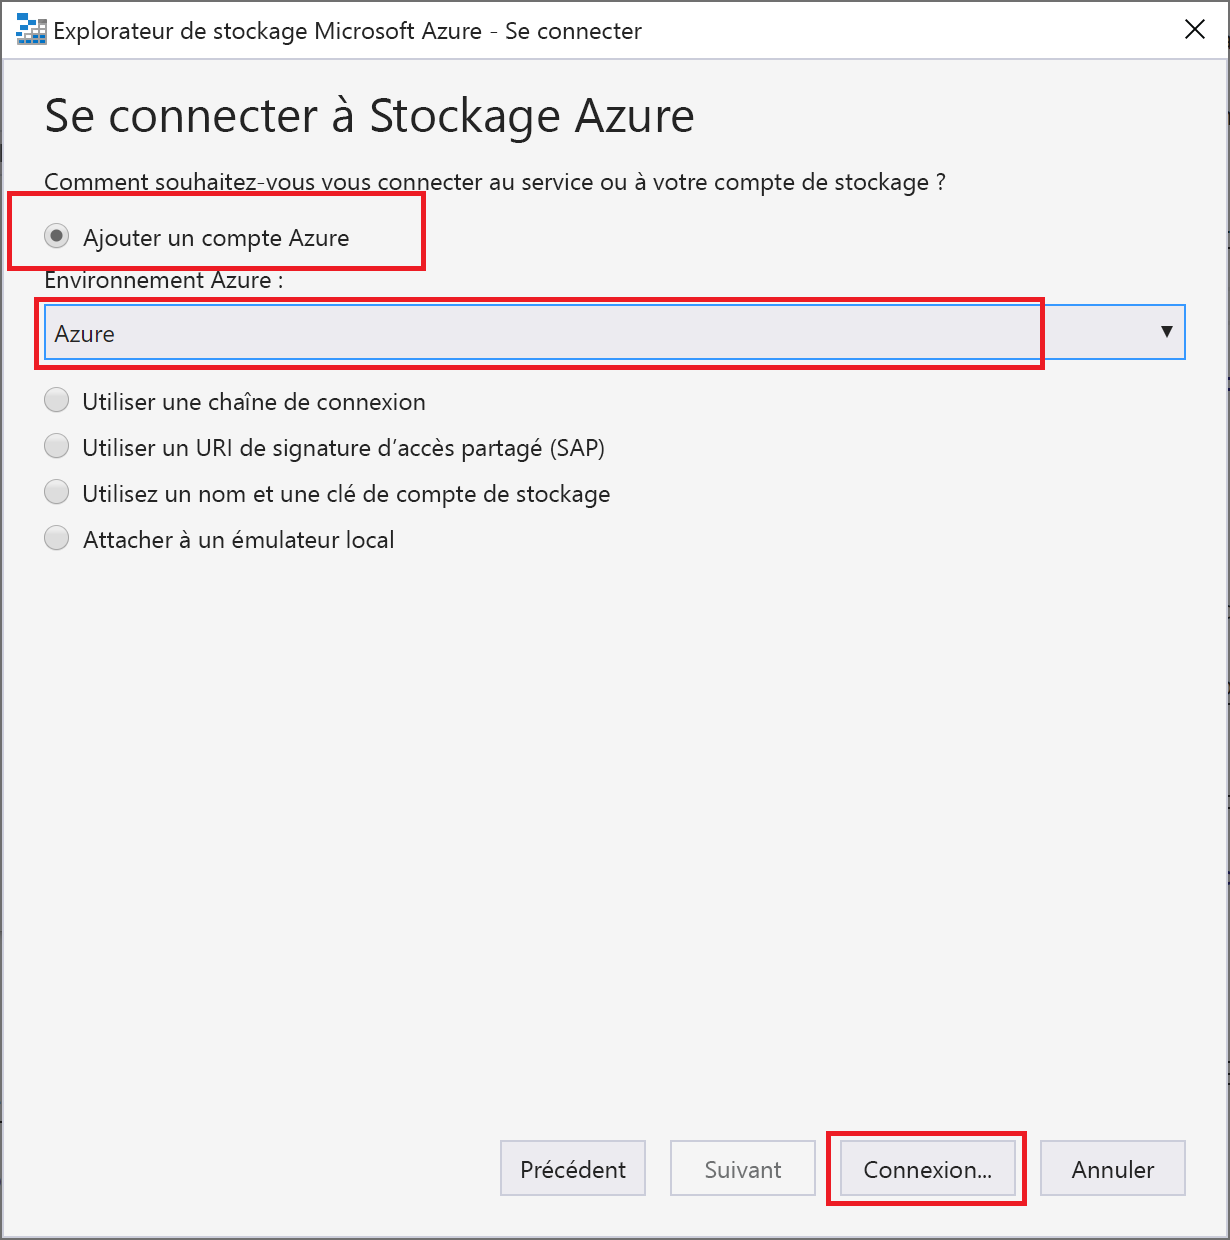 Explorateur de stockage Microsoft Azure - Se connecter
Se connecter à Stockage Azure
Comment souhaitez-vous vous connecter au service ou à votre compte de stockage ?
Ajouter un compte Azure
Environnement Azure :
Azure
Utiliser une chaîne de connexion
Utiliser un URI de signature d’accès partagé (SAP)
Utilisez un nom et une clé de compte de stockage
Attacher à un émulateur local
Précédent Suivant Connexion... Annuler